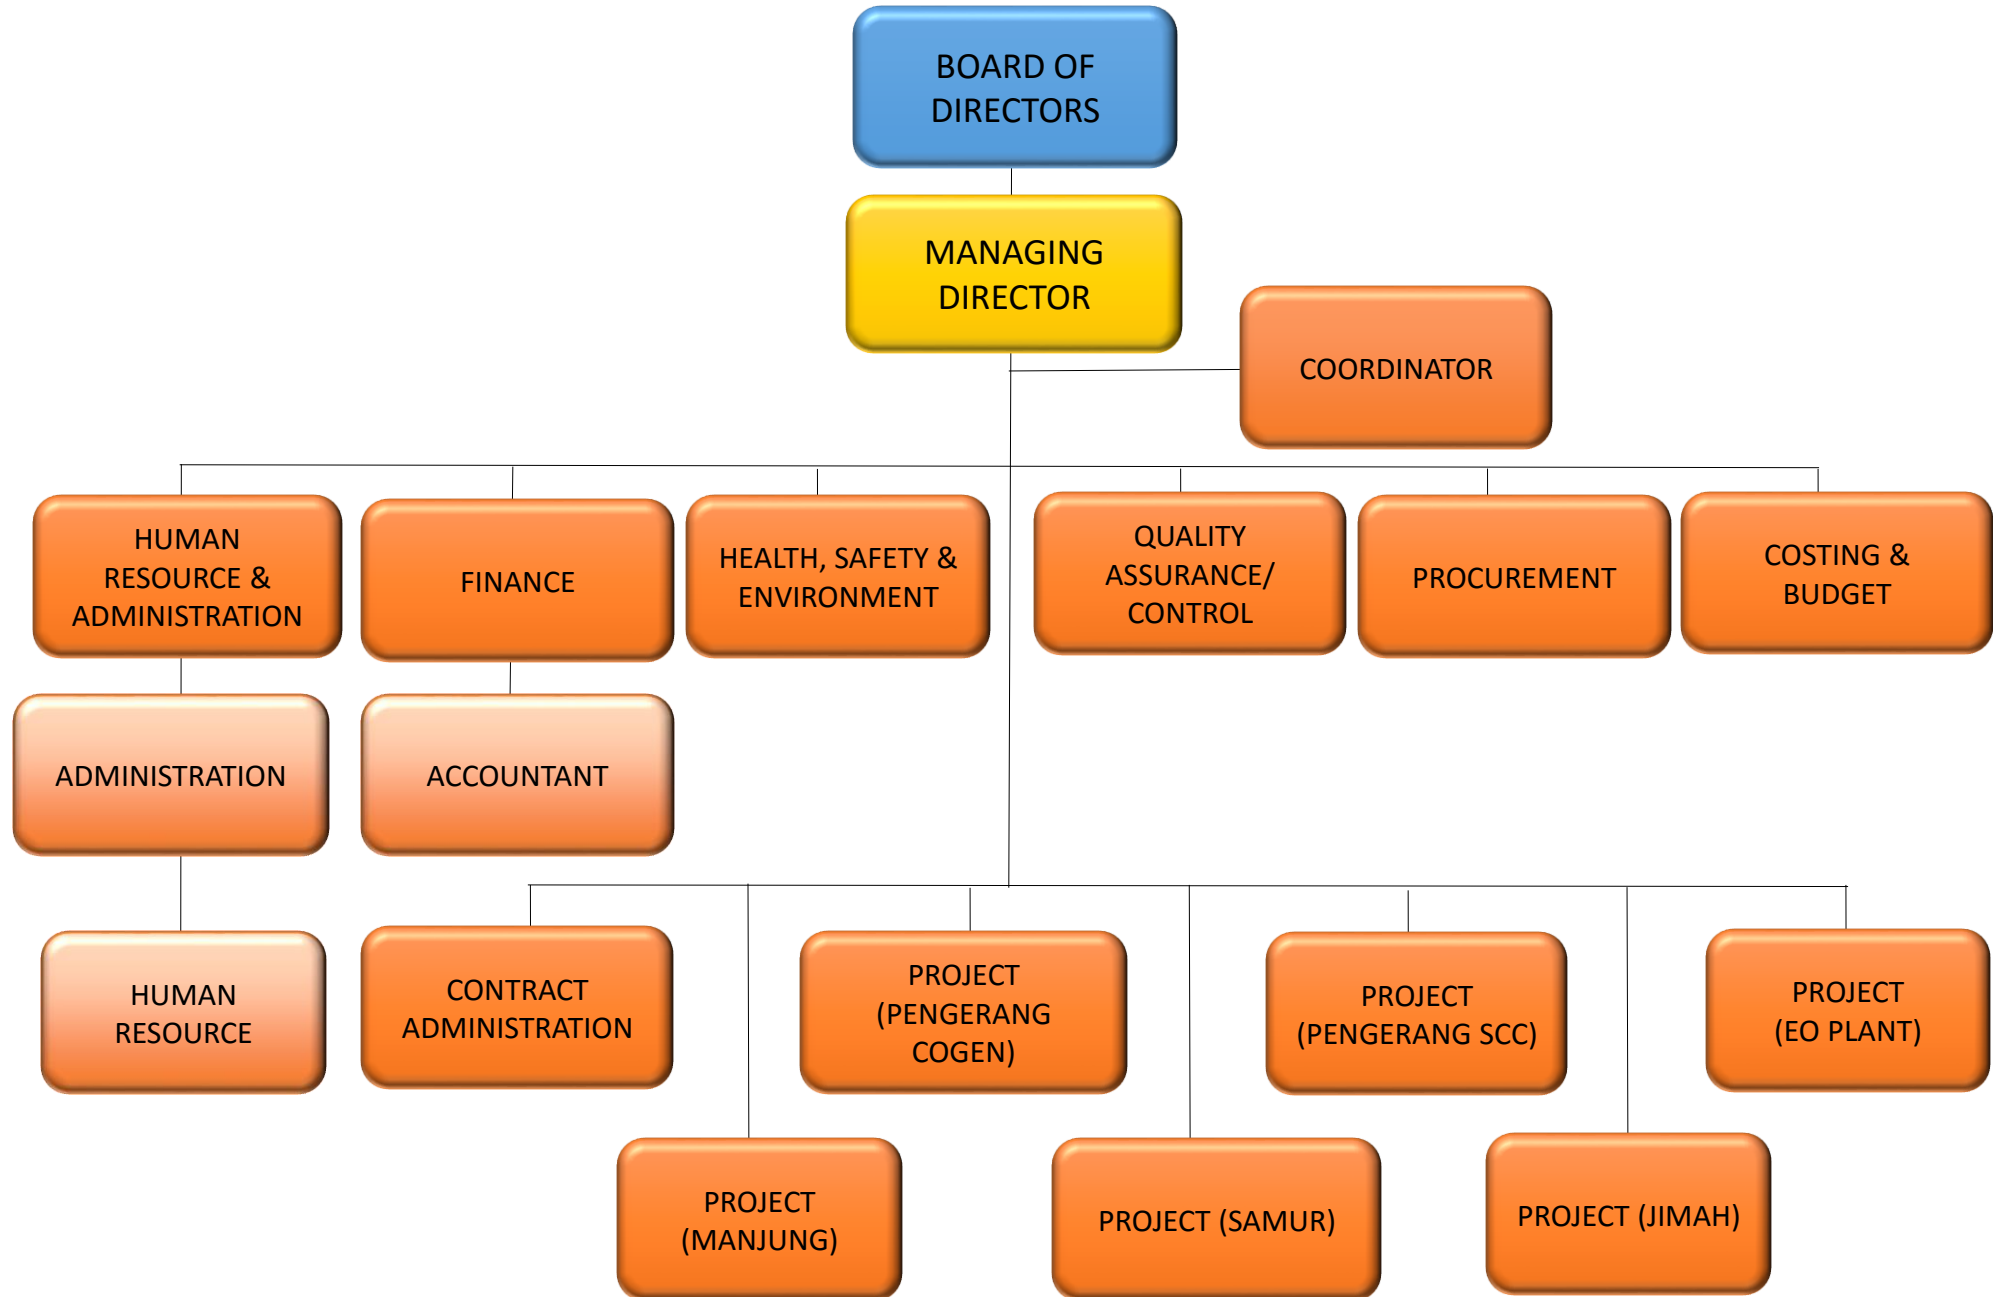 BOARD OF
DIRECTORS
MANAGING
DIRECTOR
COORDINATOR
HUMAN
RESOURCE &
ADMINISTRATION
FINANCE
HEALTH, SAFETY &
ENVIRONMENT
QUALITY
ASSURANCE/
CONTROL
PROCUREMENT
COSTING &
BUDGET
ADMINISTRATION
ACCOUNTANT
HUMAN
RESOURCE
CONTRACT
ADMINISTRATION
PROJECT
(PENGERANG
COGEN)
PROJECT
(PENGERANG SCC)
PROJECT
(EO PLANT)
PROJECT
(MANJUNG)
PROJECT (SAMUR)
PROJECT (JIMAH)